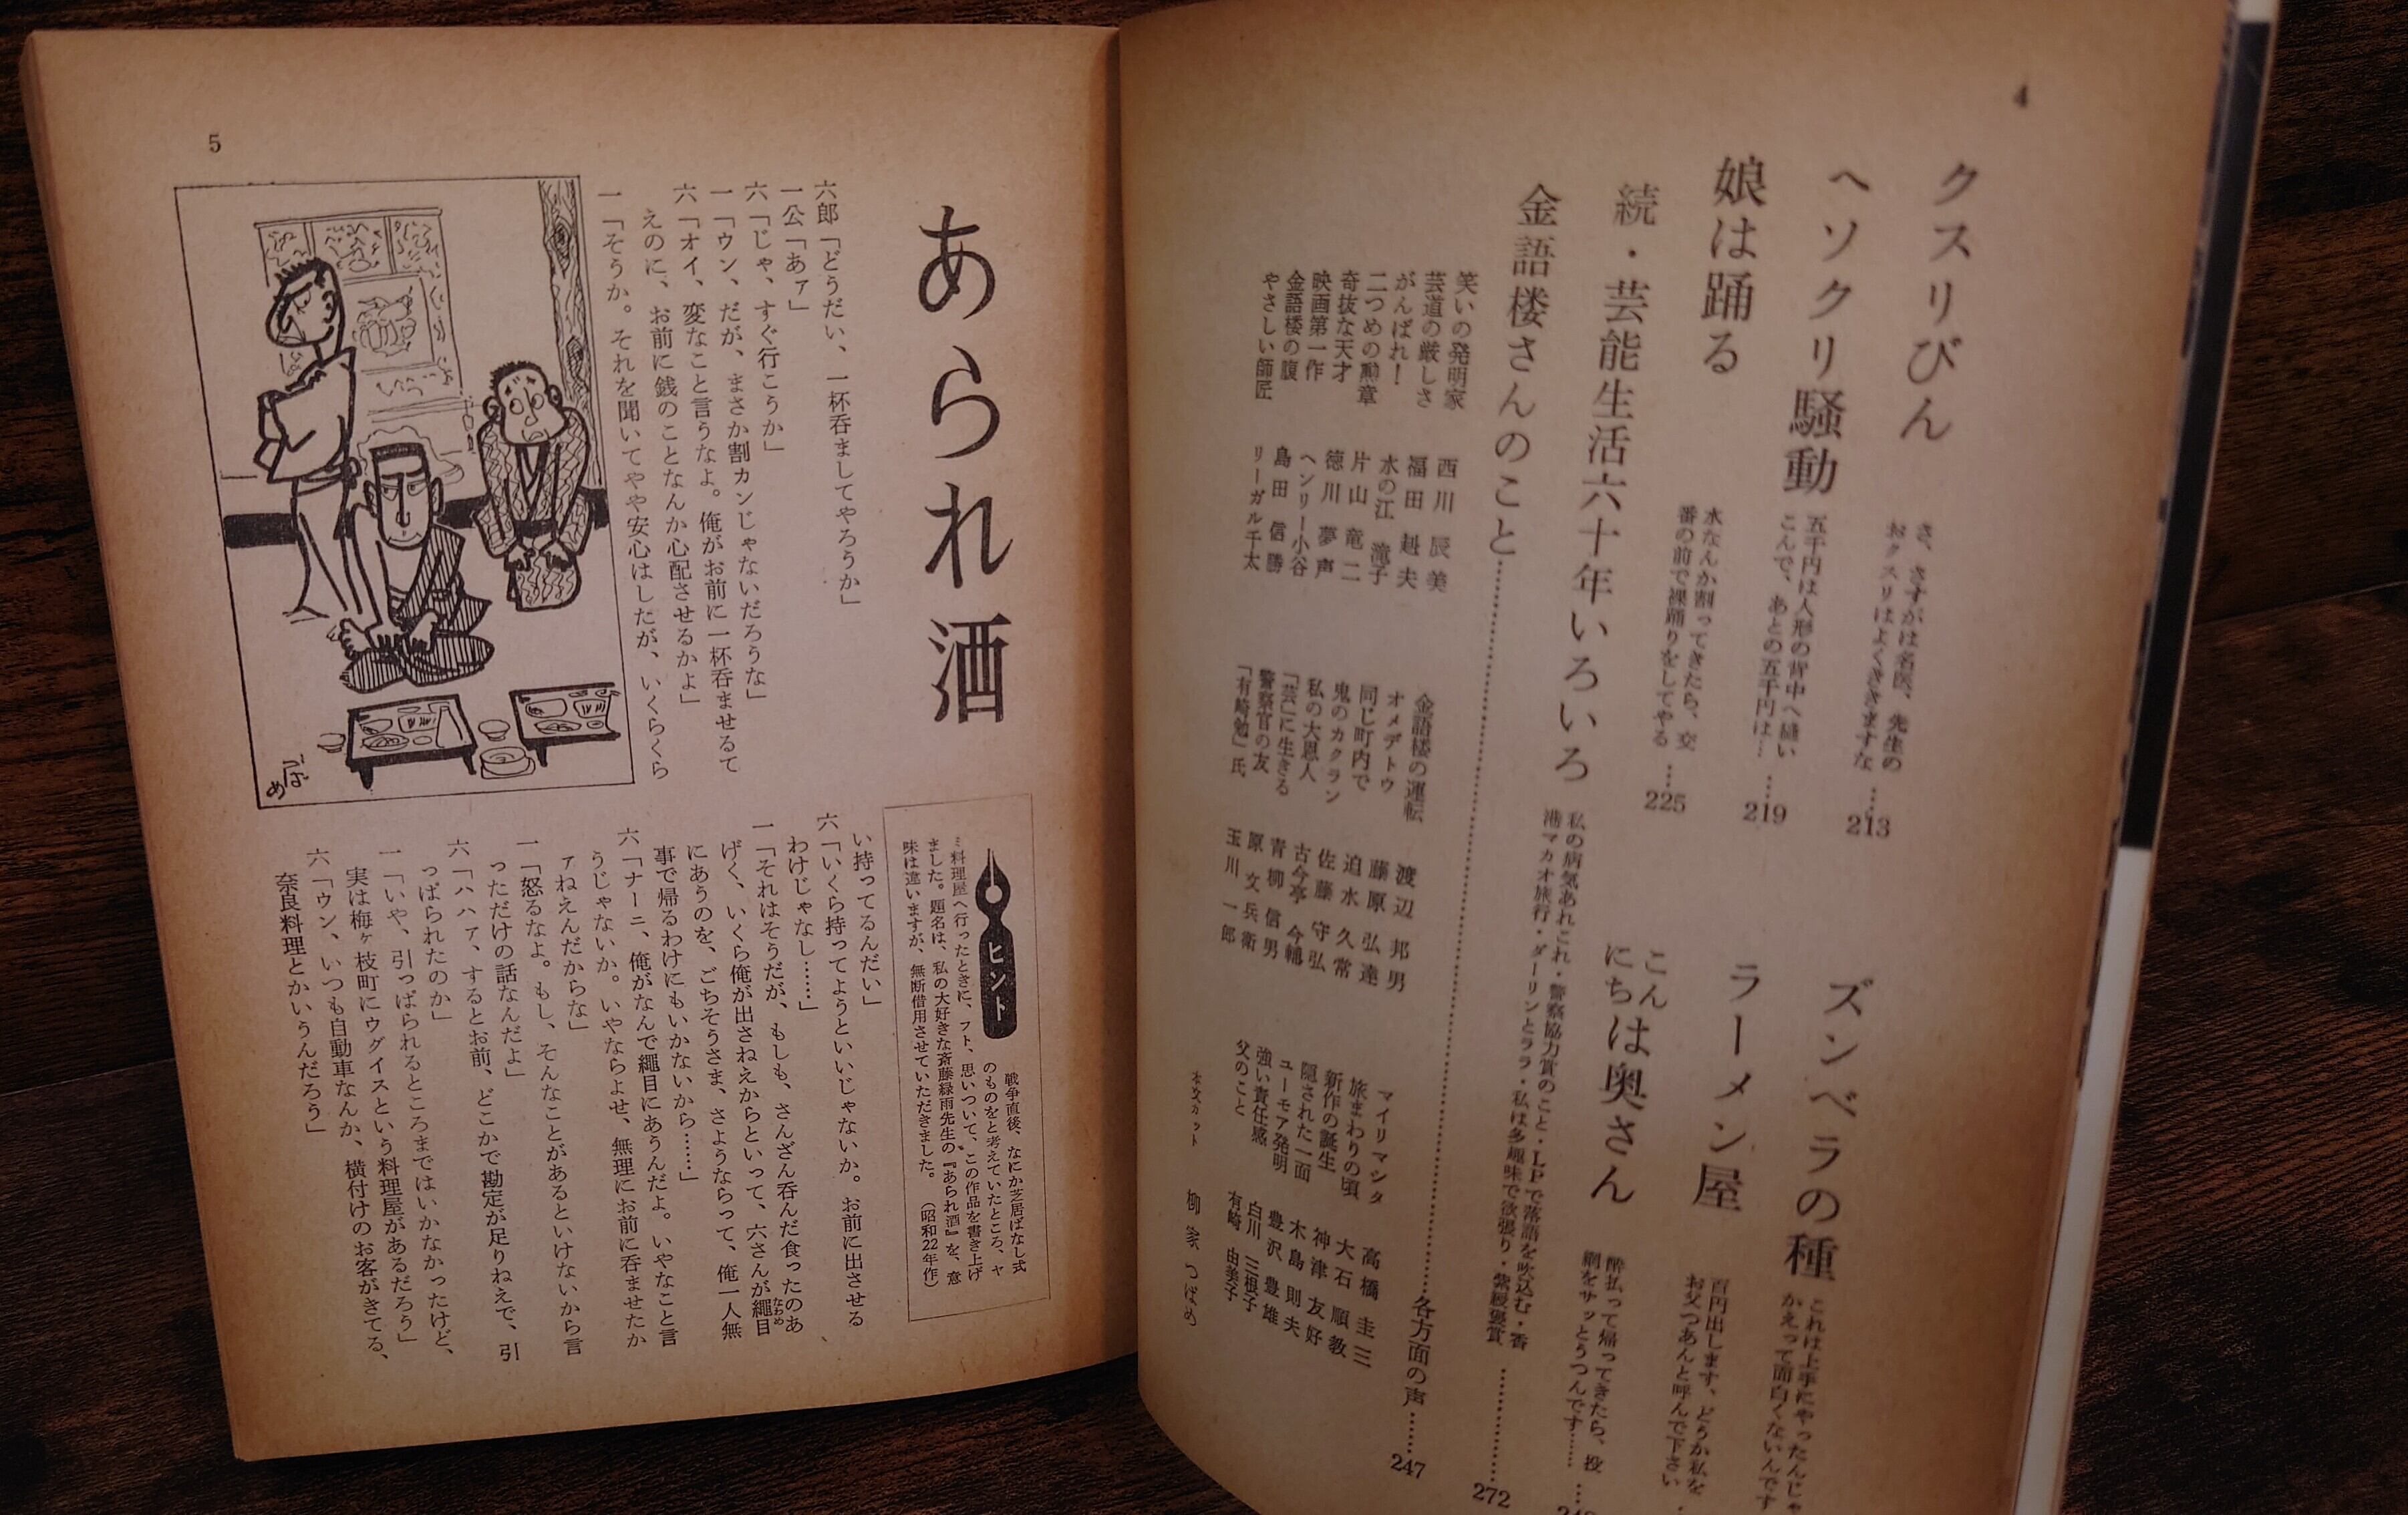 4
クスリびん
さ、さすがは名医、先生の
おクスリはよくききますな
……213
ヘソクリ騒動
五千円は人形の背中へ縫い
こんで、あとの五千円は…
……219
娘は踊る
水なんか割ってきたら、交
番の前で裸踊りをしてやる
……225
ズンベラの種
これは上手にやったんじゃ
かえって面白くないんです
ラーメン屋
百円出します、どうか私を
お父つあんと呼んで下さい
こん
にちは奥さん
酔払って帰ってきたら、投
網をサッとうつんです……
続・芸能生活六十年いろいろ
私の病気あれこれ・警察協力賞のこと・LPで落語を吹込む・香
港マカオ旅行・ダーリンとララ・私は多趣味で欲張り・紫綬褒賞
……272
金語楼さんのこと……各方面の声……247
笑いの発明家 西川辰美
芸道の厳しさ 福田赳夫
がんばれ! 水の江滝子
二つめの勲章 片山竜二
奇抜な天才 徳川夢声
映画第一作 ヘンリー小谷
金語楼の腹 島田信勝
やさしい師匠 リーガル千太
金語楼の運転 渡辺邦男
オメデトウ 藤原弘達
同じ町内で 迫水久常
鬼のカクラン 佐藤守弘
私の大恩人 古今亭今輔
「芸」に生きる 青柳信男
警察官の友 原文兵衛
「有崎勉」氏 玉川一郎
マイリマシタ 高橋圭三
旅まわりの頃 大石順教
新作の誕生 神津友好
隠された一面 木島則夫
ユーモア発明 豊沢豊雄
強い責任感 白川三根子
父のこと 有崎由美子
本文カット 柳家つばめ
あられ酒
ヒント
戦争直後、なにか芝居ばなし式
のものをと考えていたところ、ヤ
ミ料理屋へ行ったときに、フト、思いついて、この作品を書き上げ
ました。題名は、私の大好きな斎藤緑雨先生の『あられ酒』を、意
味は違いますが、無断借用させていただきました。 (昭和22年作)
六郎「どうだい、一杯呑ましてやろうか」
一公「あァ」
六「じゃ、すぐ行こうか」
一「ウン、だが、まさか割カンじゃないだろうな」
六「オイ、変なこと言うなよ。俺がお前に一杯呑ませるて
えのに、お前に銭のことなんか心配させるかよ」
一「そうか。それを聞いてやや安心はしたが、いくらくら
つばめ
い持ってるんだい」
六「いくら持ってようといいじゃないか。お前に出させる
わけじゃなし……」
一「それはそうだが、もしも、さんざん呑んだ食ったのあ
げく、いくら俺が出さねえからといって、六さんが繩目
なわめ
にあうのを、ごちそうさま、さようならって、俺一人無
事で帰るわけにもいかないから……」
六「ナーニ、俺がなんで繩目にあうんだよ。いやなこと言
うじゃないか。いやならよせ、無理にお前に呑ませたか
ァねえんだからな」
一「怒るなよ。もし、そんなことがあるといけないから言
っただけの話なんだよ」
六「ハハァ、するとお前、どこかで勘定が足りねえで、引
っぱられたのか」
一「いや、引っぱられるところまではいかなかったけど、
実は梅ヶ枝町にウグイスという料理屋があるだろう」
六「ウン、いつも自動車なんか、横付けのお客がきてる、
奈良料理とかいうんだろう」
5